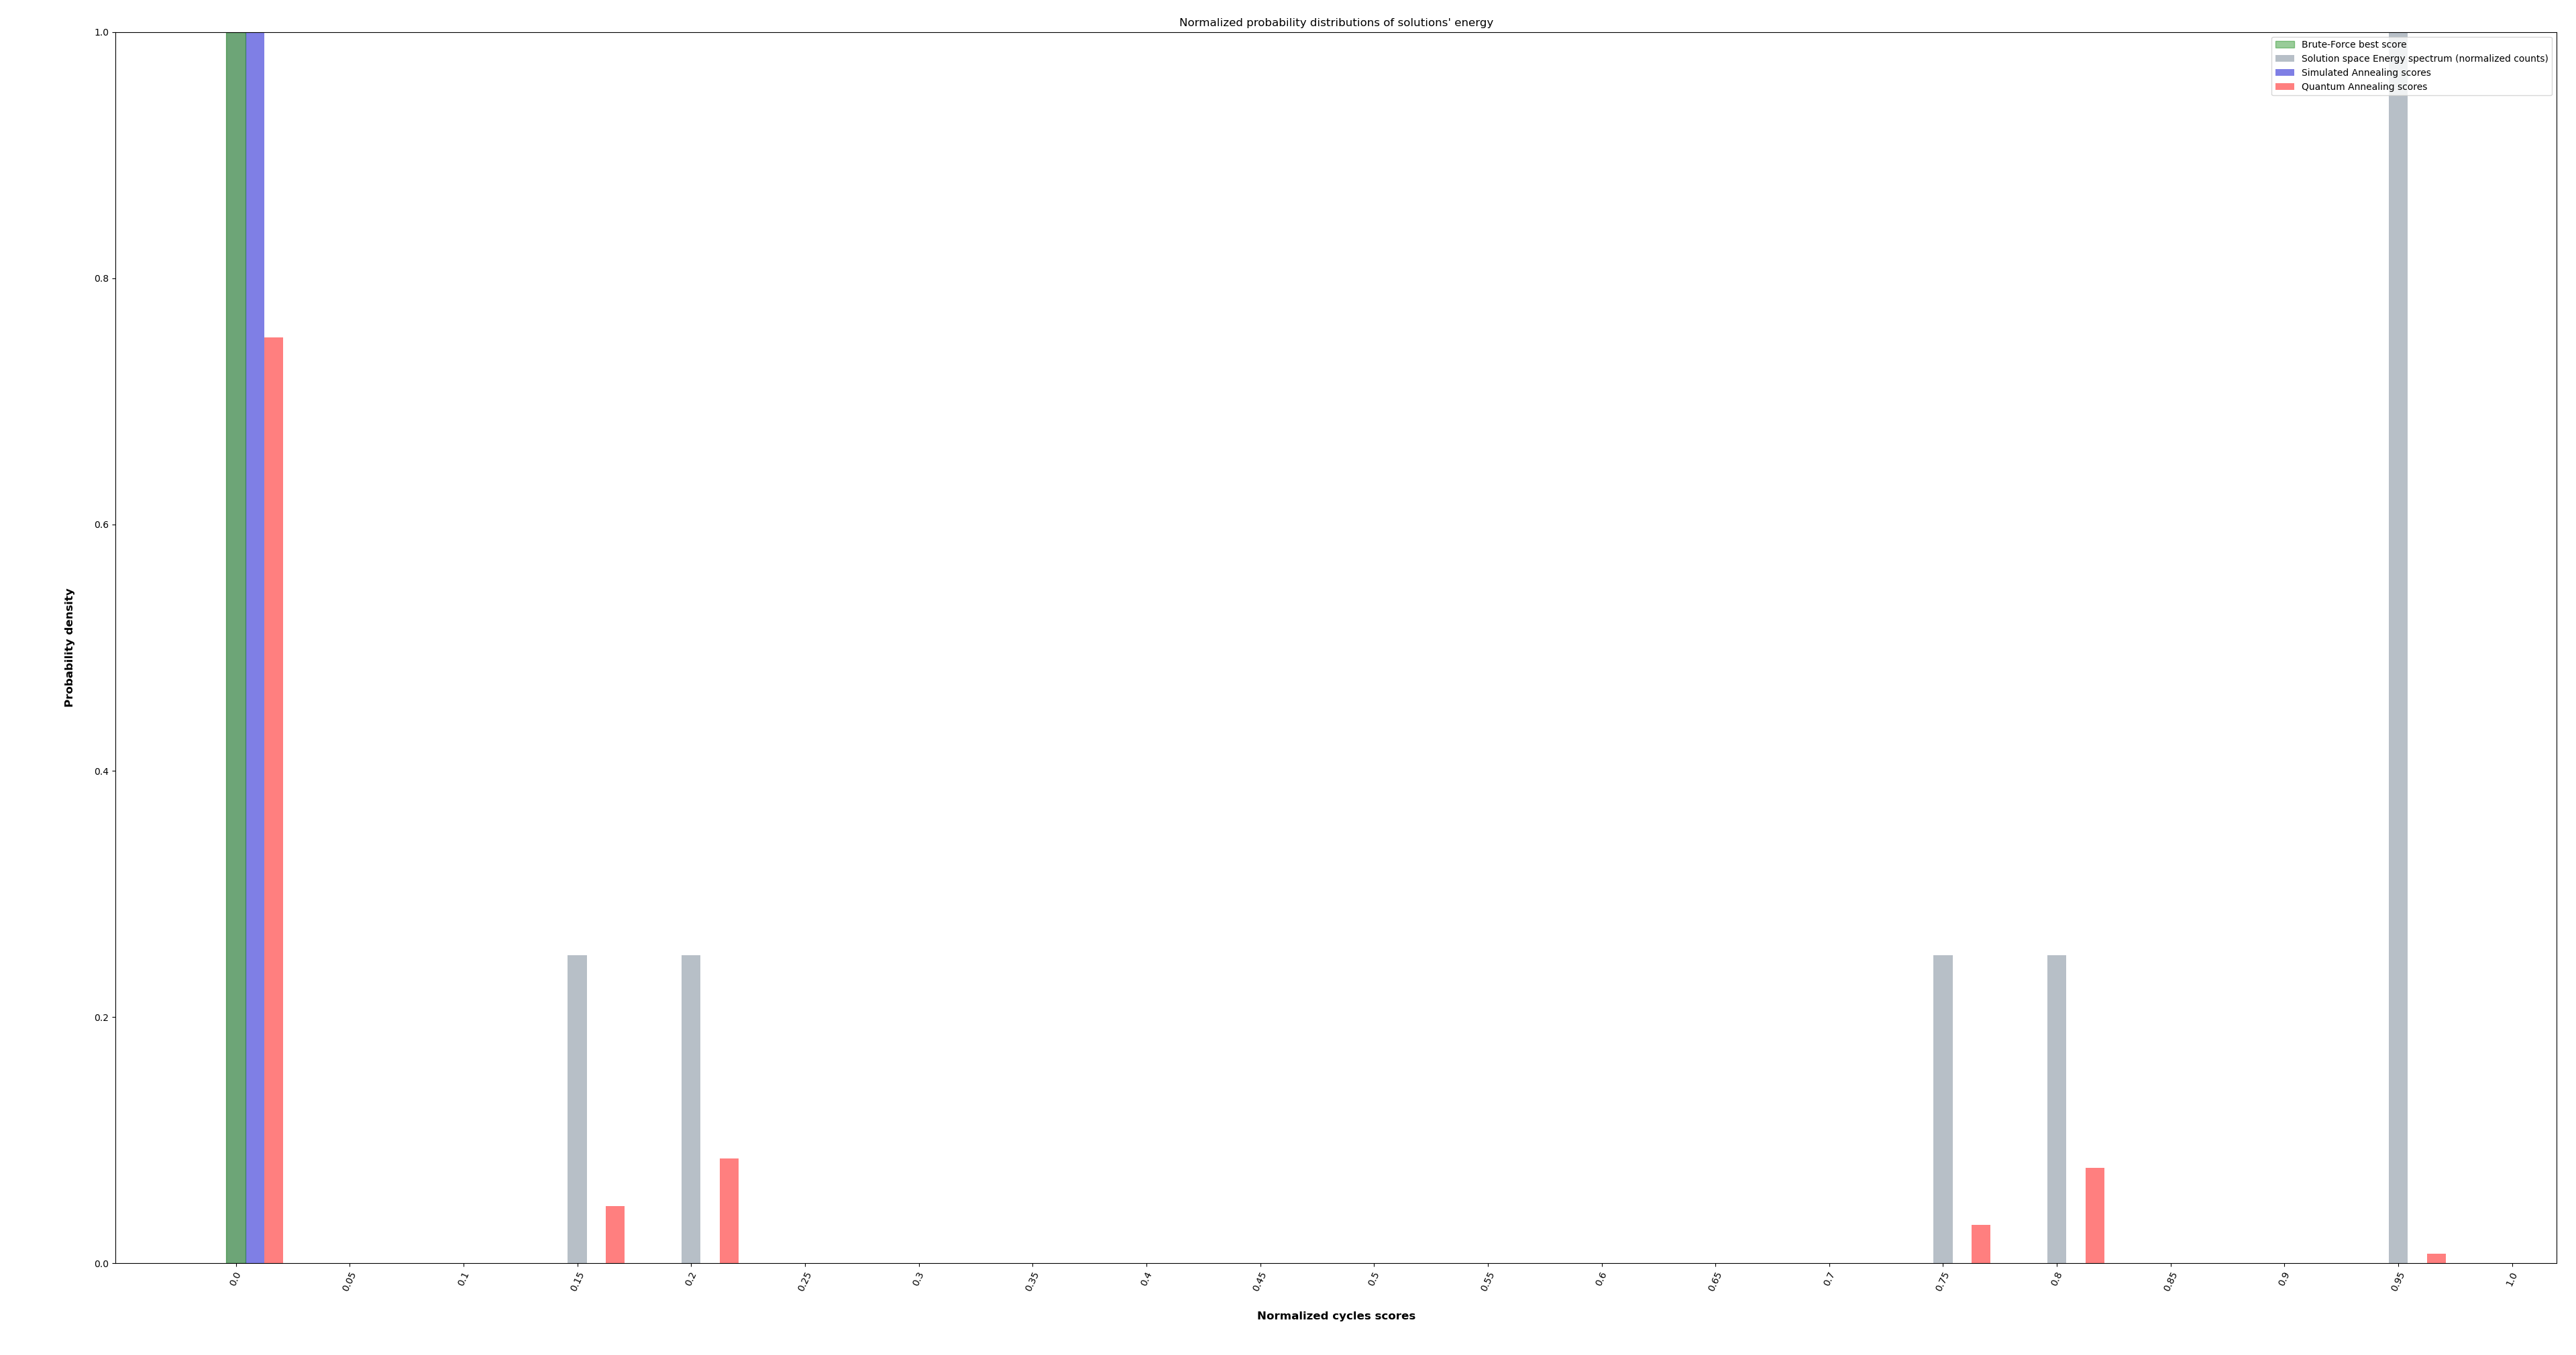 Normalized probability distributions of solutions' energy
1.0
0.8
0.6
0.4
0.2
0.0
Probability density
Brute-Force best score
Solution space Energy spectrum (normalized counts)
Simulated Annealing scores
Quantum Annealing scores
0.0 0.05 0.1 0.15 0.2 0.25 0.3 0.35 0.4 0.45 0.5 0.55 0.6 0.65 0.7 0.75 0.8 0.85 0.9 0.95 1.0
Normalized cycles scores